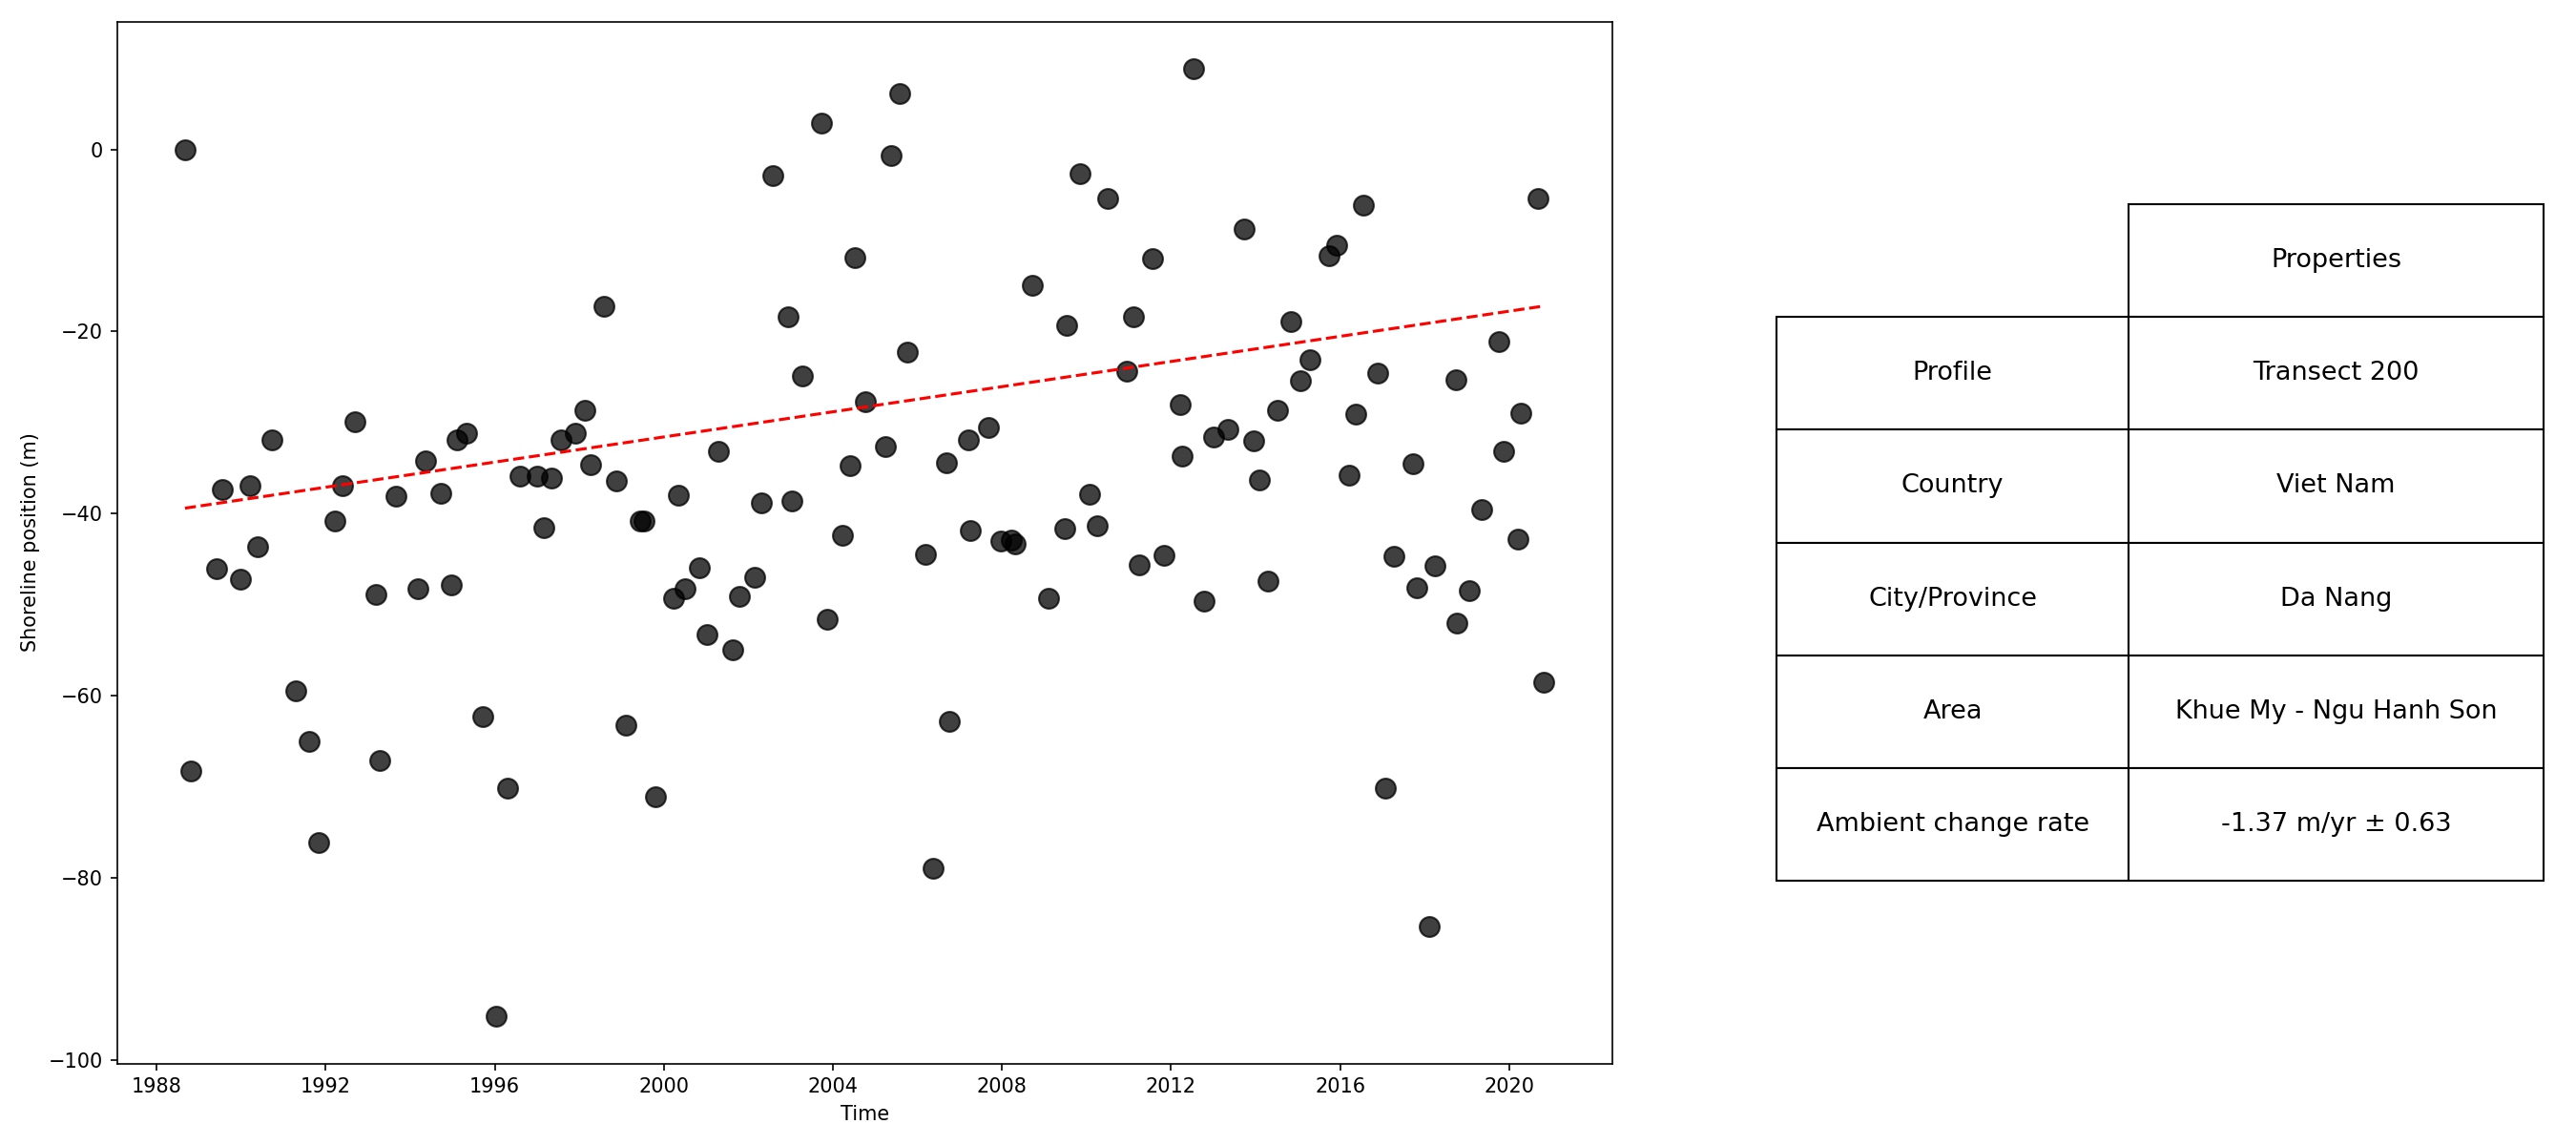 Shoreline position (m)
0
−20
−40
−60
−80
−100
1988 1992 1996 2000 2004 2008 2012 2016 2020
Time
Properties
Profile Transect 200
Country Viet Nam
City/Province Da Nang
Area Khue My - Ngu Hanh Son
Ambient change rate -1.37 m/yr ± 0.63